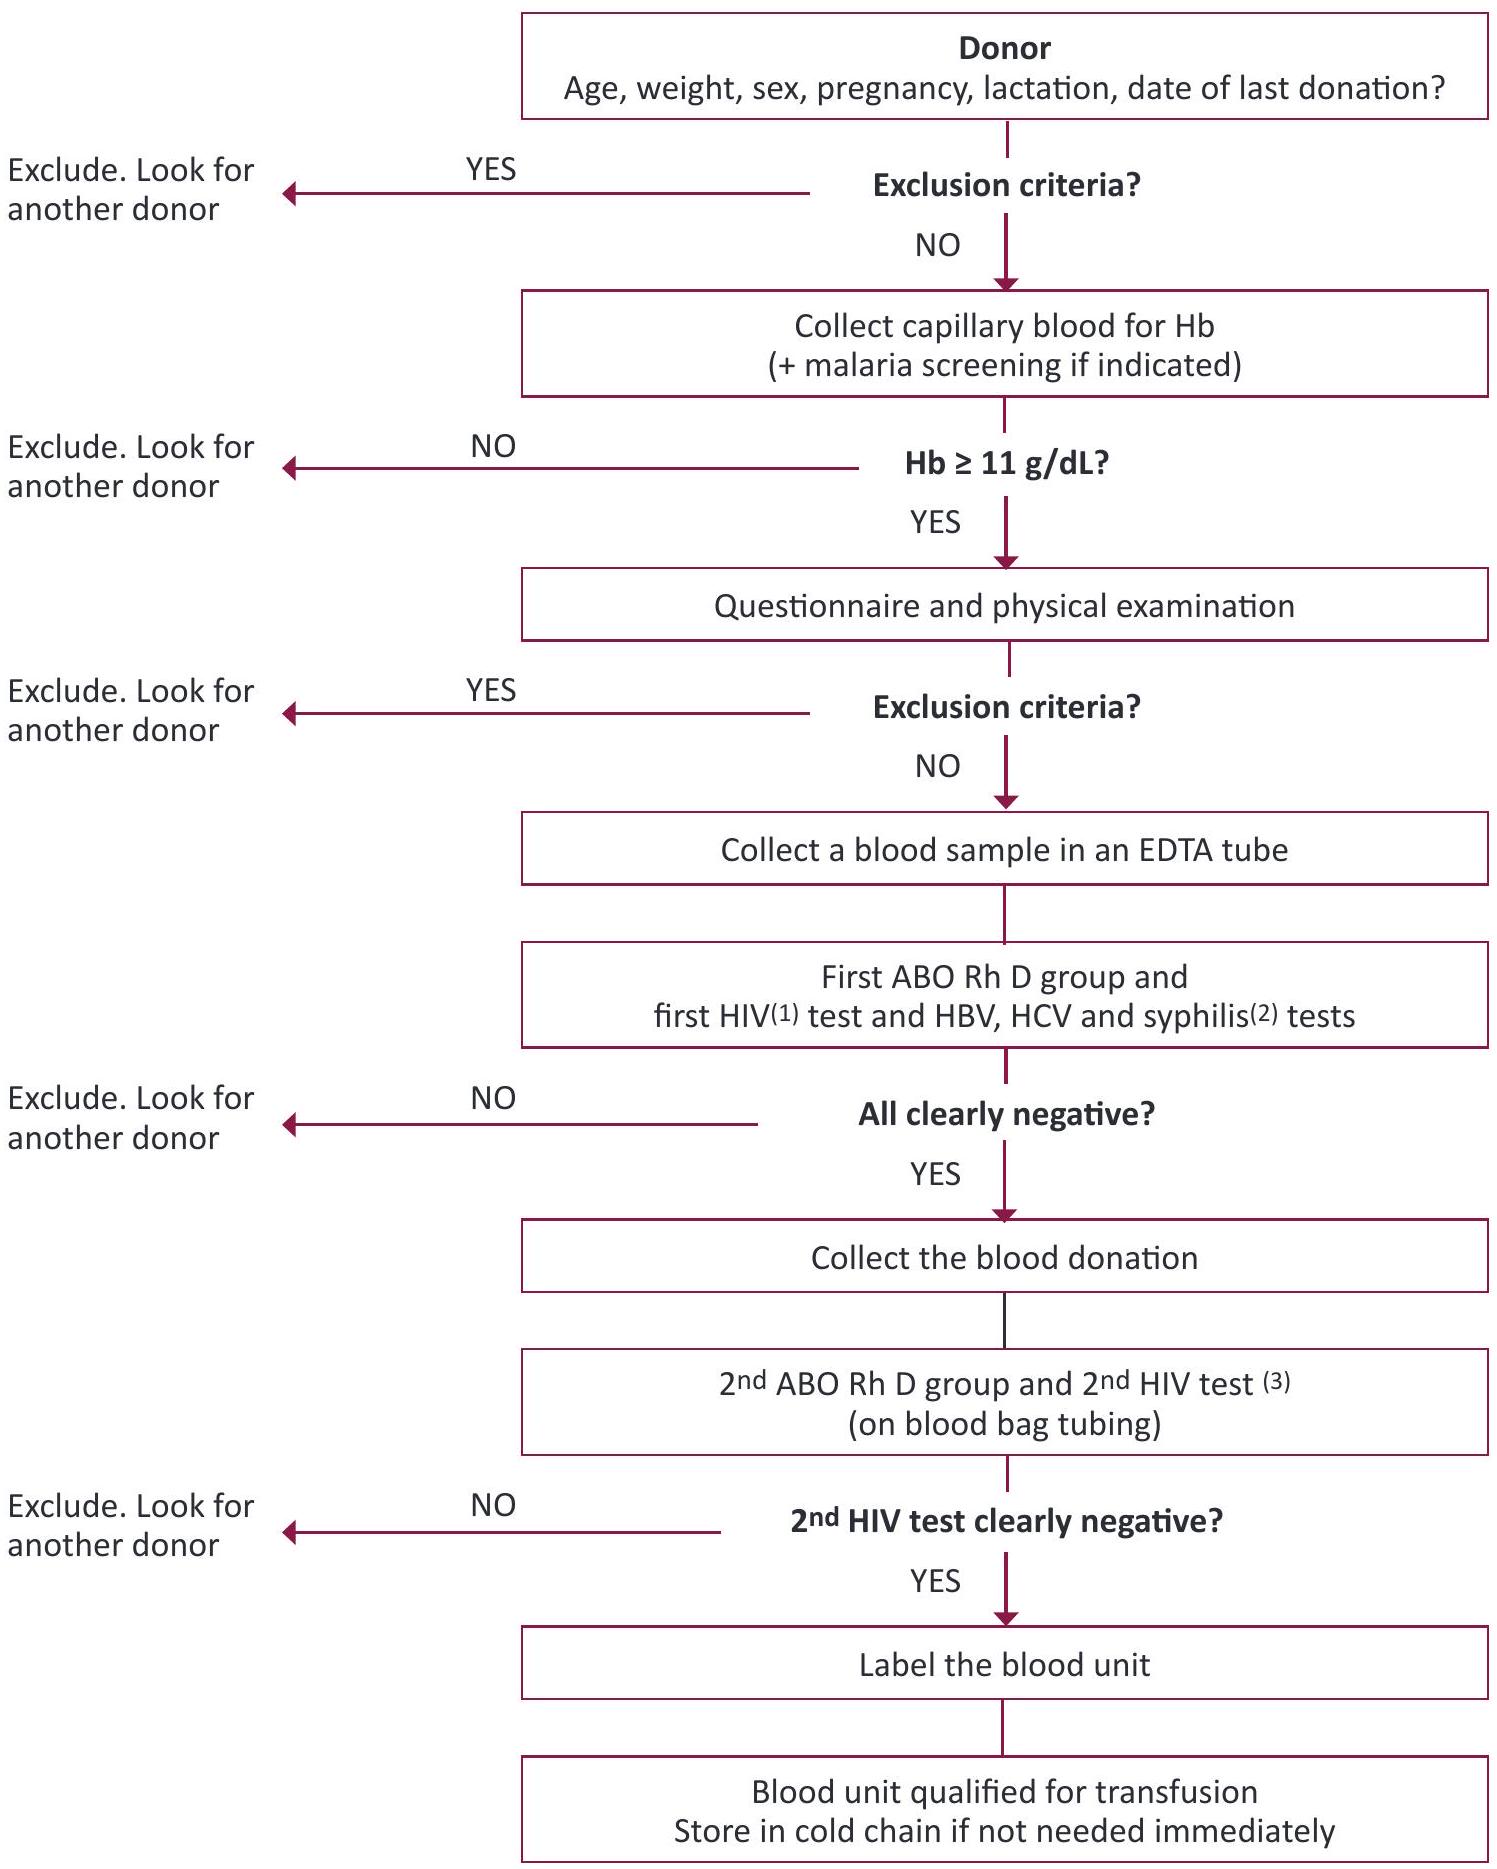 Donor
Age, weight, sex, pregnancy, lactation, date of last donation?
Exclude. Look for
another donor
YES
Exclusion criteria?
NO
Collect capillary blood for Hb
(+ malaria screening if indicated)
Exclude. Look for
another donor
NO
Hb ≥ 11 g/dL?
YES
Questionnaire and physical examination
Exclude. Look for
another donor
YES
Exclusion criteria?
NO
Collect a blood sample in an EDTA tube
First ABO Rh D group and
first HIV(1) test and HBV, HCV and syphilis(2) tests
Exclude. Look for
another donor
NO
All clearly negative?
YES
Collect the blood donation
2nd ABO Rh D group and 2nd HIV test (3)
(on blood bag tubing)
Exclude. Look for
another donor
NO
2nd HIV test clearly negative?
YES
Label the blood unit
Blood unit qualified for transfusion
Store in cold chain if not needed immediately